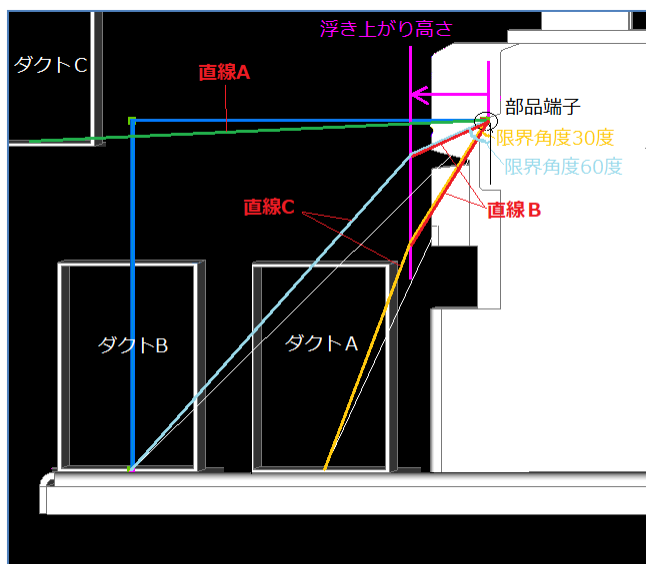 浮き上がり高さ
ダクトC
直線A
部品端子
限界角度30度
限界角度60度
直線C
直線B
ダクトB
ダクトA